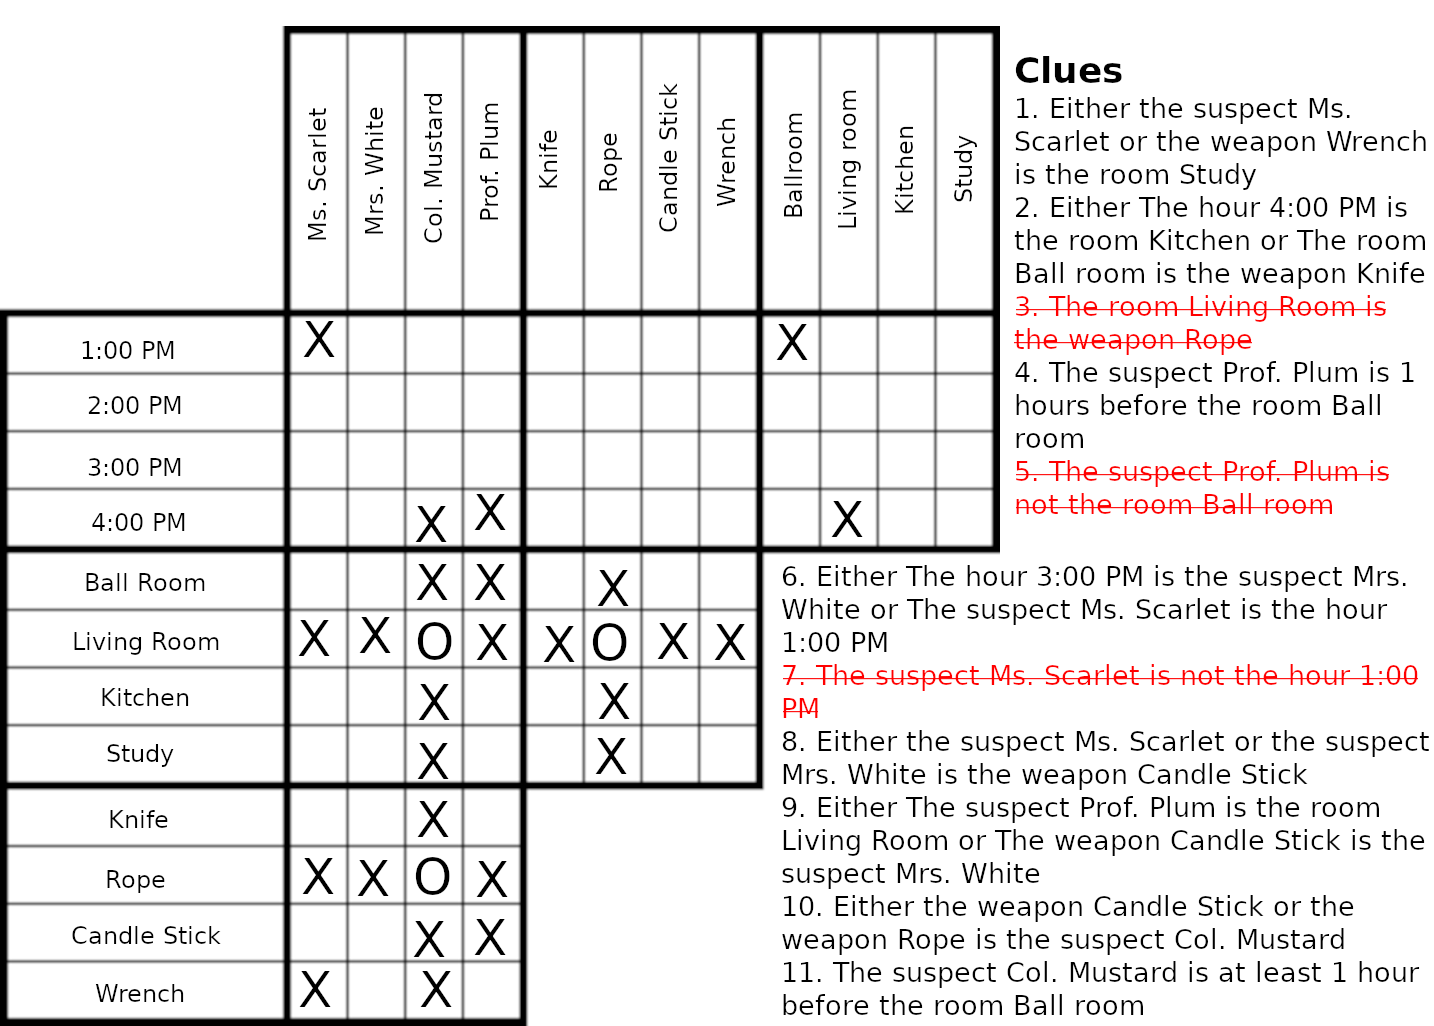 Ms. Scarlet
Mrs. White
Col. Mustard
Prof. Plum
Knife
Rope
Candle Stick
Wrench
Ballroom
Living room
Kitchen
Study
Clues
1. Either the suspect Ms.
Scarlet or the weapon Wrench
is the room Study
2. Either The hour 4:00 PM is
the room Kitchen or The room
Ball room is the weapon Knife
3. The room Living Room is
the weapon Rope
4. The suspect Prof. Plum is 1
hours before the room Ball
room
5. The suspect Prof. Plum is
not the room Ball room
1:00 PM X X
2:00 PM
3:00 PM
4:00 PM X X X
Ball Room X X X
Living Room X X O X X O X X
Kitchen X X
Study X X
Knife X
Rope X X O X
Candle Stick X X
Wrench X X
6. Either The hour 3:00 PM is the suspect Mrs.
White or The suspect Ms. Scarlet is the hour
1:00 PM
7. The suspect Ms. Scarlet is not the hour 1:00
PM
8. Either the suspect Ms. Scarlet or the suspect
Mrs. White is the weapon Candle Stick
9. Either The suspect Prof. Plum is the room
Living Room or The weapon Candle Stick is the
suspect Mrs. White
10. Either the weapon Candle Stick or the
weapon Rope is the suspect Col. Mustard
11. The suspect Col. Mustard is at least 1 hour
before the room Ball room